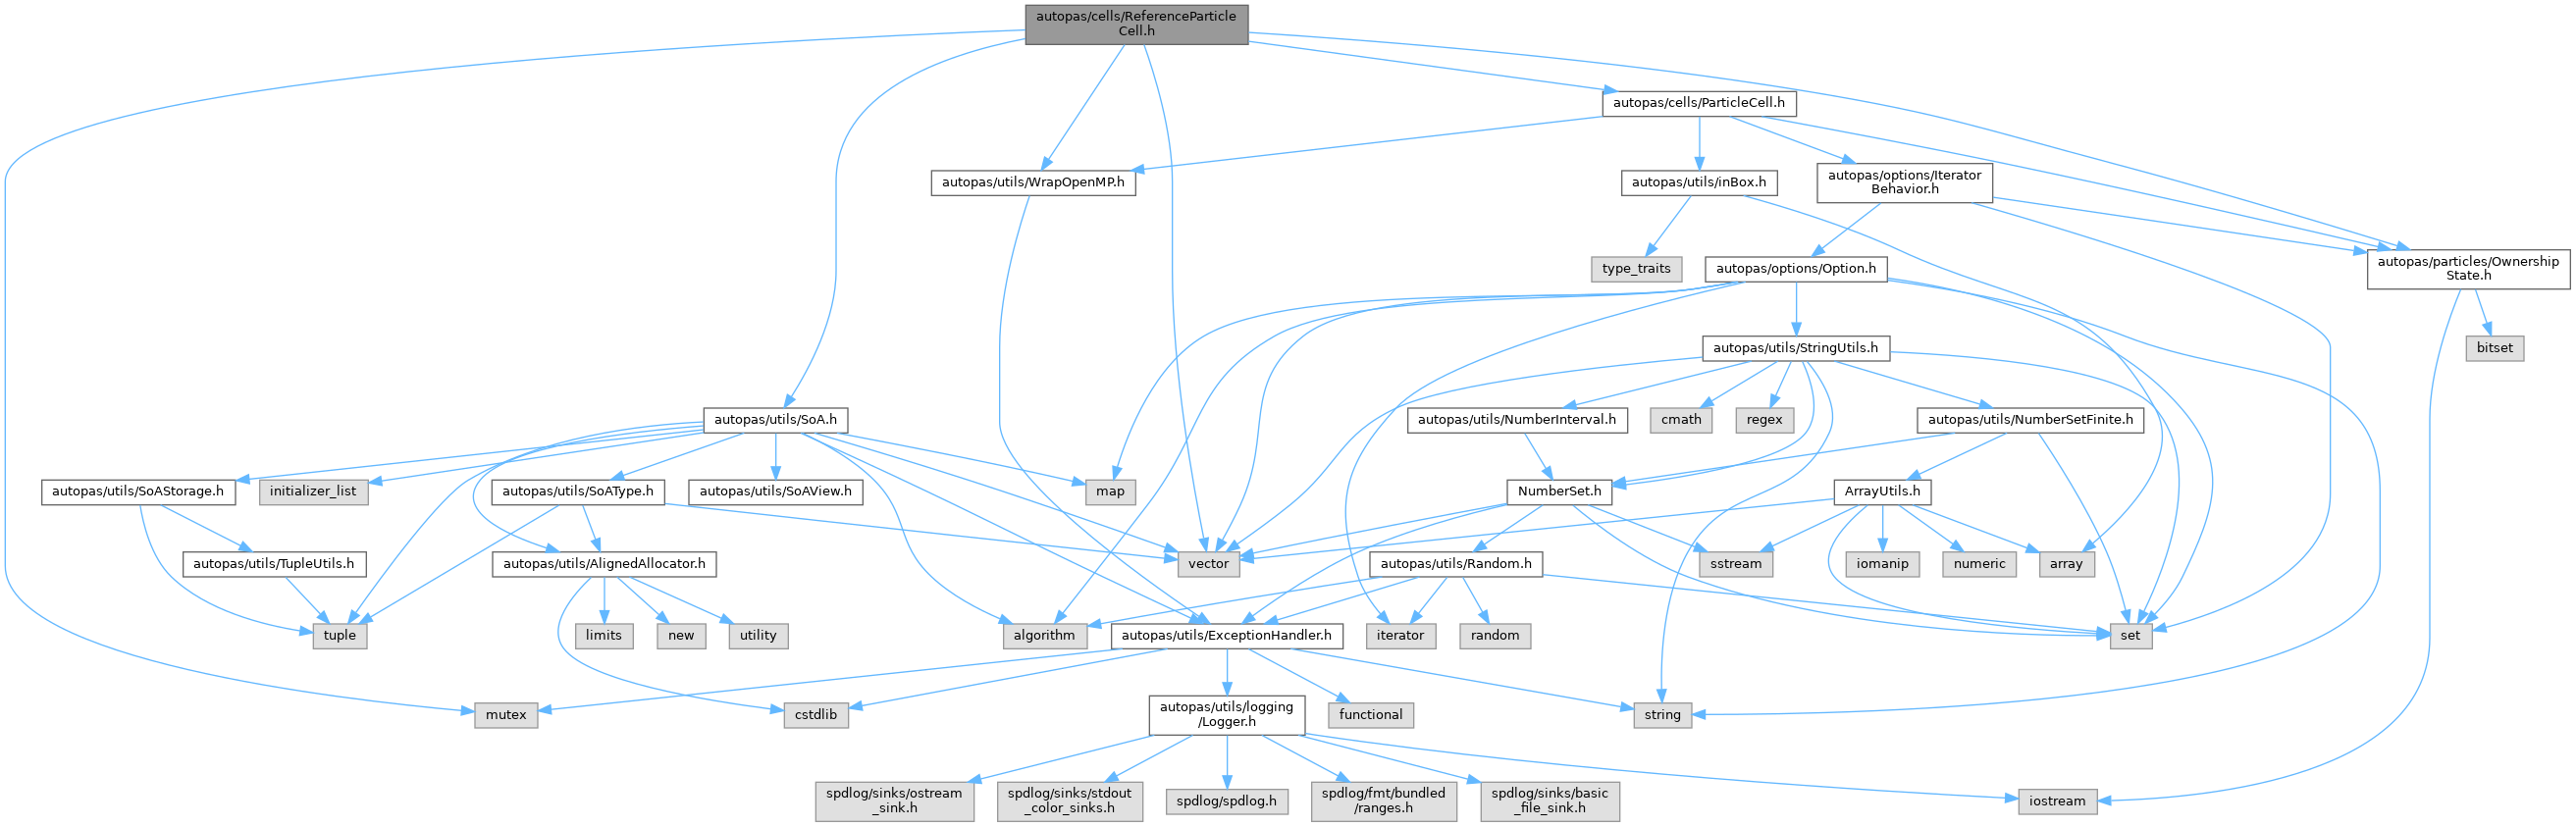 autopas/cells/ReferenceParticle
Cell.h
autopas/cells/ParticleCell.h
autopas/utils/WrapOpenMP.h
autopas/utils/inBox.h
autopas/options/Iterator
Behavior.h
type_traits
autopas/options/Option.h
autopas/particles/Ownership
State.h
autopas/utils/StringUtils.h
bitset
autopas/utils/SoA.h
autopas/utils/NumberInterval.h
cmath
regex
autopas/utils/NumberSetFinite.h
autopas/utils/SoAStorage.h
initializer_list
autopas/utils/SoAType.h
autopas/utils/SoAView.h
map
NumberSet.h
ArrayUtils.h
autopas/utils/TupleUtils.h
autopas/utils/AlignedAllocator.h
vector
autopas/utils/Random.h
sstream
iomanip
numeric
array
tuple
limits
new
utility
algorithm
autopas/utils/ExceptionHandler.h
iterator
random
set
mutex
cstdlib
autopas/utils/logging
/Logger.h
functional
string
spdlog/sinks/ostream
_sink.h
spdlog/sinks/stdout
_color_sinks.h
spdlog/spdlog.h
spdlog/fmt/bundled
/ranges.h
spdlog/sinks/basic
_file_sink.h
iostream